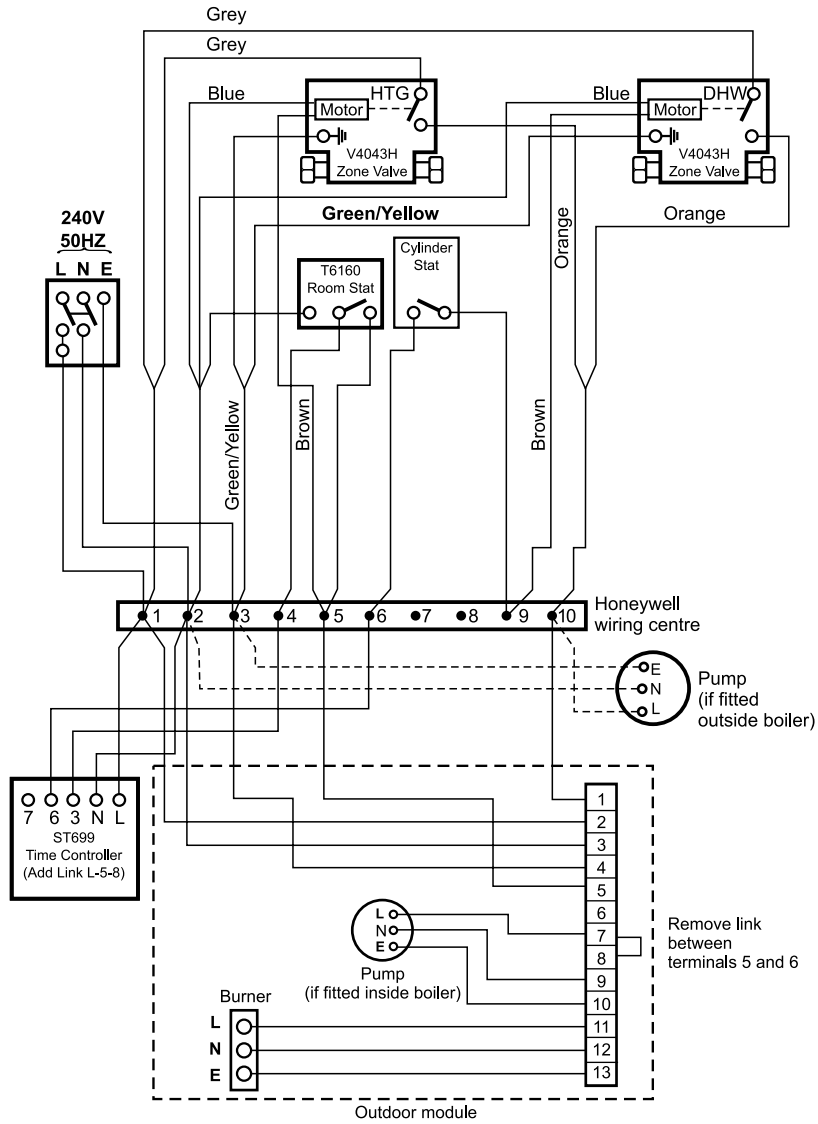 Grey
Grey
Blue
HTG
Motor
V4043H
Zone Valve
Blue
DHW
Motor
V4043H
Zone Valve
Green/Yellow
Orange
Orange
240V
50HZ
L N E
T6160
Room Stat
Cylinder
Stat
Green/Yellow
Brown
Brown
1 2 3 4 5 6 7 8 9 10
Honeywell
wiring centre
E
N
L
Pump
(if fitted
outside boiler)
7 6 3 N L
ST699
Time Controller
(Add Link L-5-8)
1
2
3
4
5
6
7
8
9
10
11
12
13
Remove link
between
terminals 5 and 6
L
N
E
Pump
(if fitted inside boiler)
Burner
L
N
E
Outdoor module